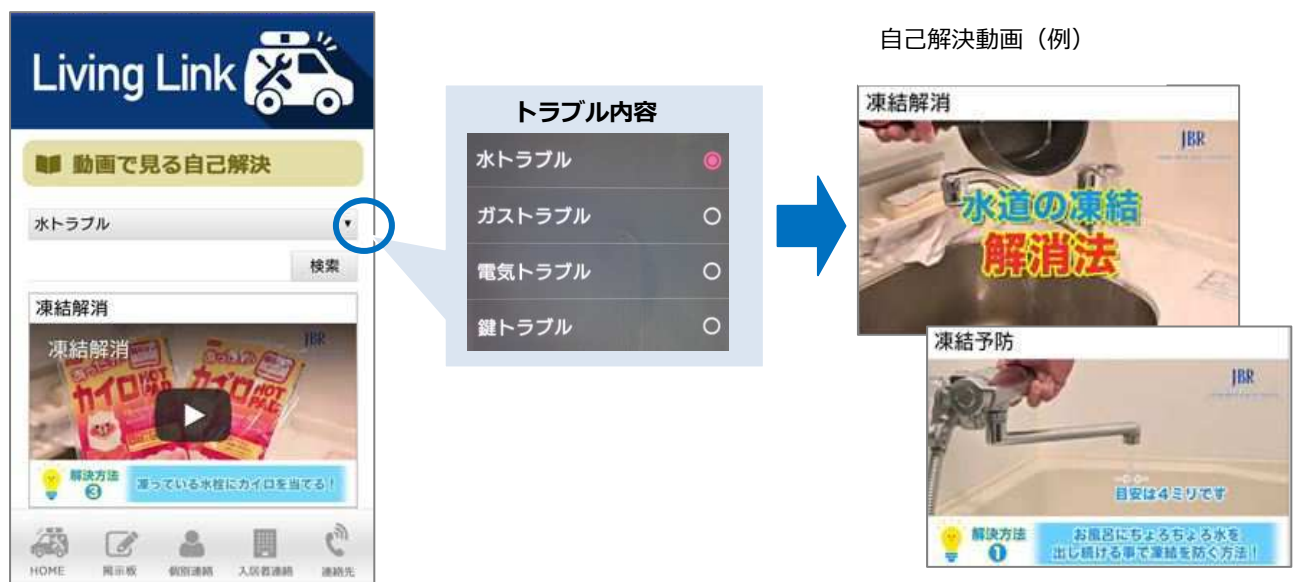 Living Link
動画で見る自己解決
水トラブル
検索
凍結解消
凍結解消
JBR
あったか
カイロ HOT
カイロ HOT
解決方法
③
凍っている水栓にカイロを当てる！
HOME
掲示板
個別連絡
入居者連絡
連絡先
トラブル内容
水トラブル
ガストラブル
電気トラブル
鍵トラブル
自己解決動画（例）
凍結解消
JBR
水道の凍結
解消法
凍結予防
JBR
目安は4ミリです
解決方法
①
お風呂にちょろちょろ水を
出し続ける事で凍結を防ぐ方法！